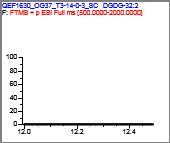 QEF1630_OG37_T3-14-0-3_SC DGDG-32:2
F: FTMS + p ESI Full ms [500.0000-2000.0000]
100
80
60
40
20
0
12.0 12.2 12.4